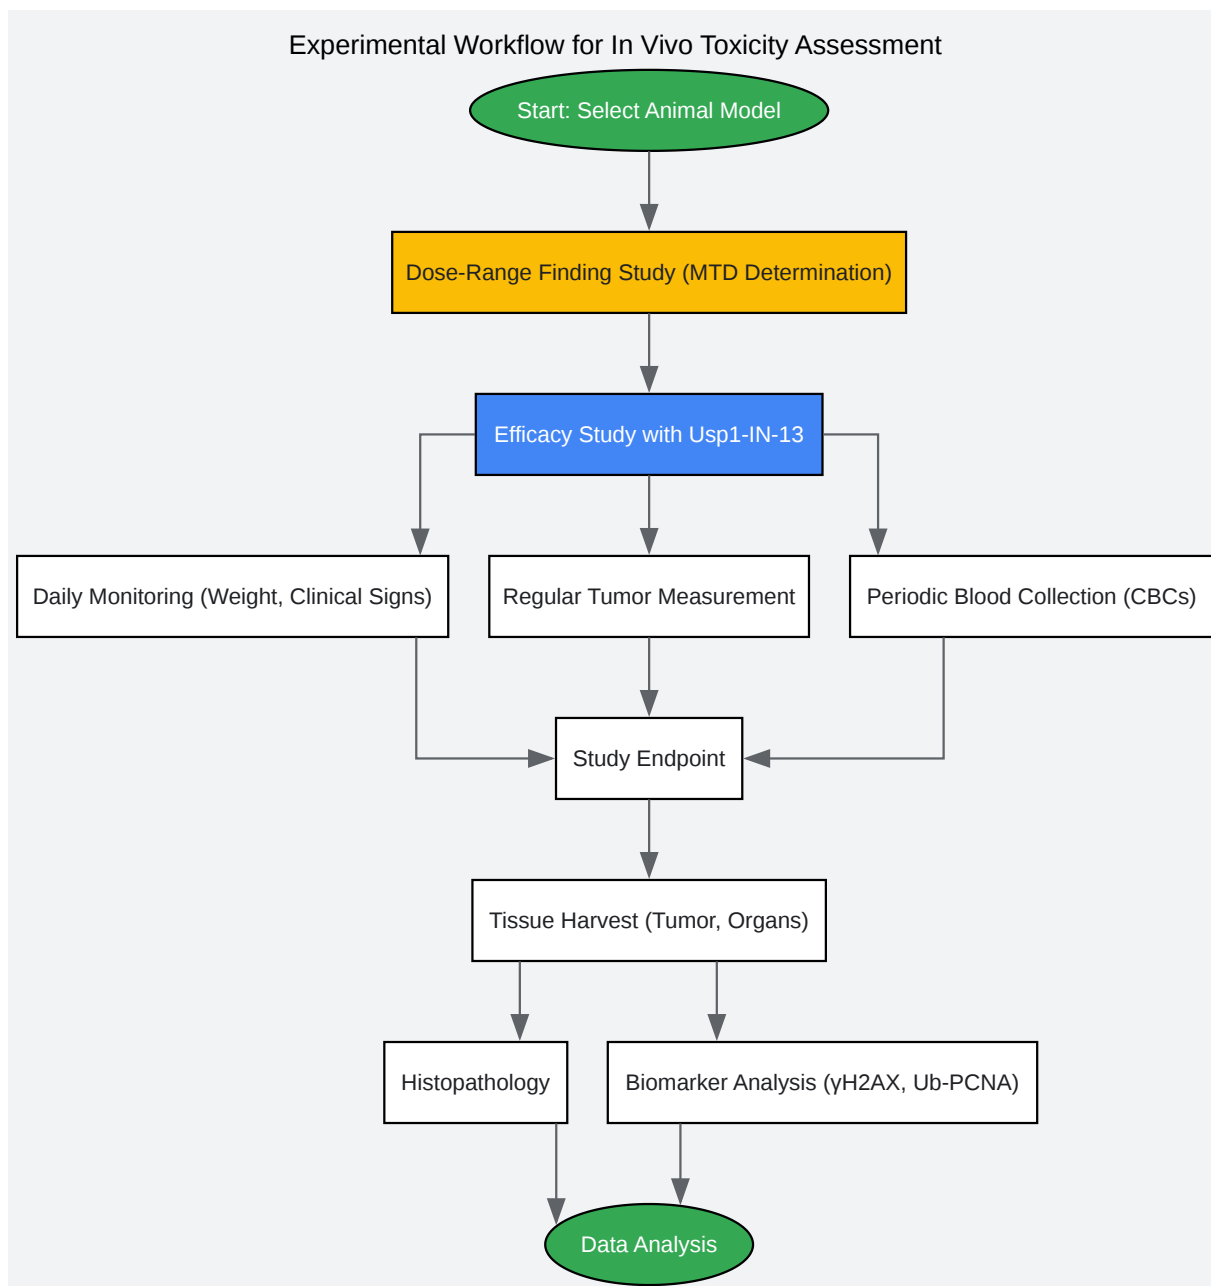 Experimental Workflow for In Vivo Toxicity Assessment
Start: Select Animal Model
Dose-Range Finding Study (MTD Determination)
Efficacy Study with Usp1-IN-13
Daily Monitoring (Weight, Clinical Signs)
Regular Tumor Measurement
Periodic Blood Collection (CBCs)
Study Endpoint
Tissue Harvest (Tumor, Organs)
Histopathology
Biomarker Analysis (γH2AX, Ub-PCNA)
Data Analysis